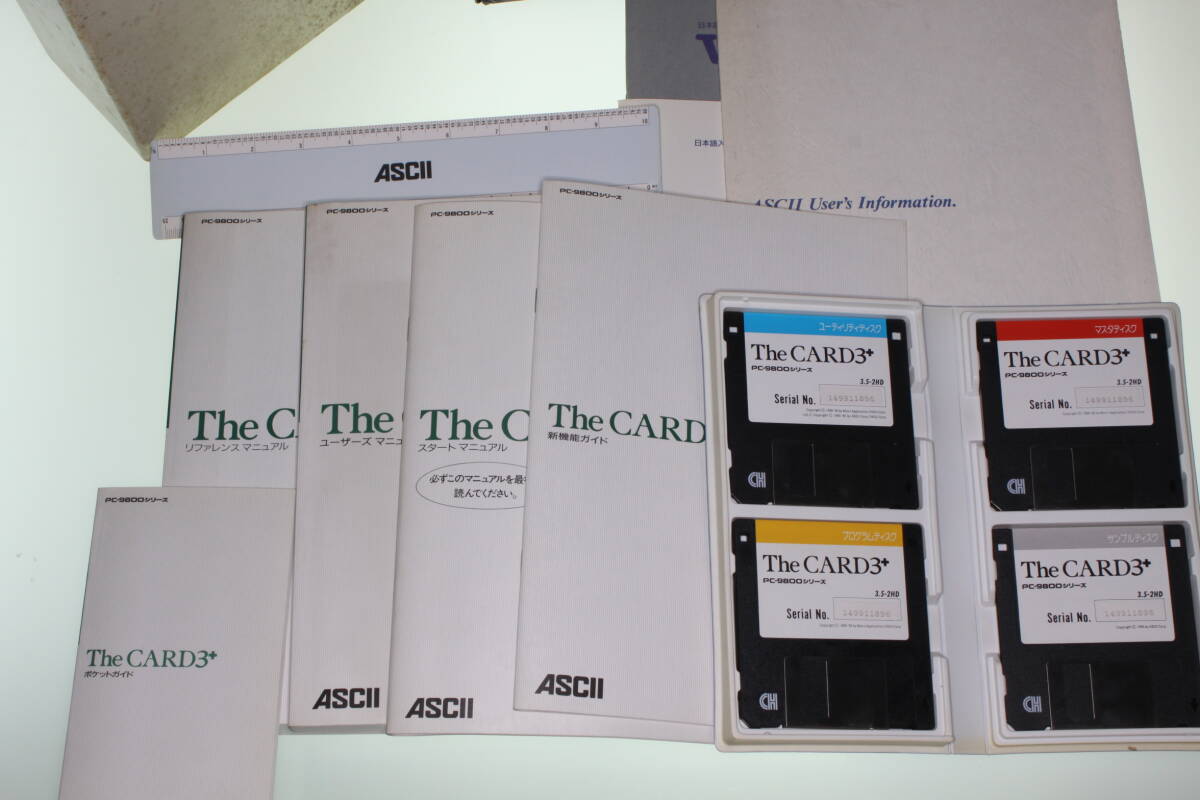 日本語
ASCII
日本語入
ASCII User's Information.
PC-9800シリーズ
The CA
リファレンス マニュアル
PC-9800シリーズ
The
ユーザーズ マニュ
ASCII
PC-9800シリーズ
The C
スタート マニュアル
必ずこのマニュアルを最
読んでください。
ASCII
PC-9800シリーズ
The CARD
新機能ガイド
ASCII
PC-9800シリーズ
The CARD3+
ポケットガイド
ユーティリティディスク
The CARD3+
PC-9800シリーズ
3.5-2HD
Serial No. 149911896
マスタディスク
The CARD3+
PC-9800シリーズ
3.5-2HD
Serial No. 149911896
プログラムディスク
The CARD3+
PC-9800シリーズ
3.5-2HD
Serial No. 149911896
サンプルディスク
The CARD3+
PC-9800シリーズ
3.5-2HD
Serial No. 149911896